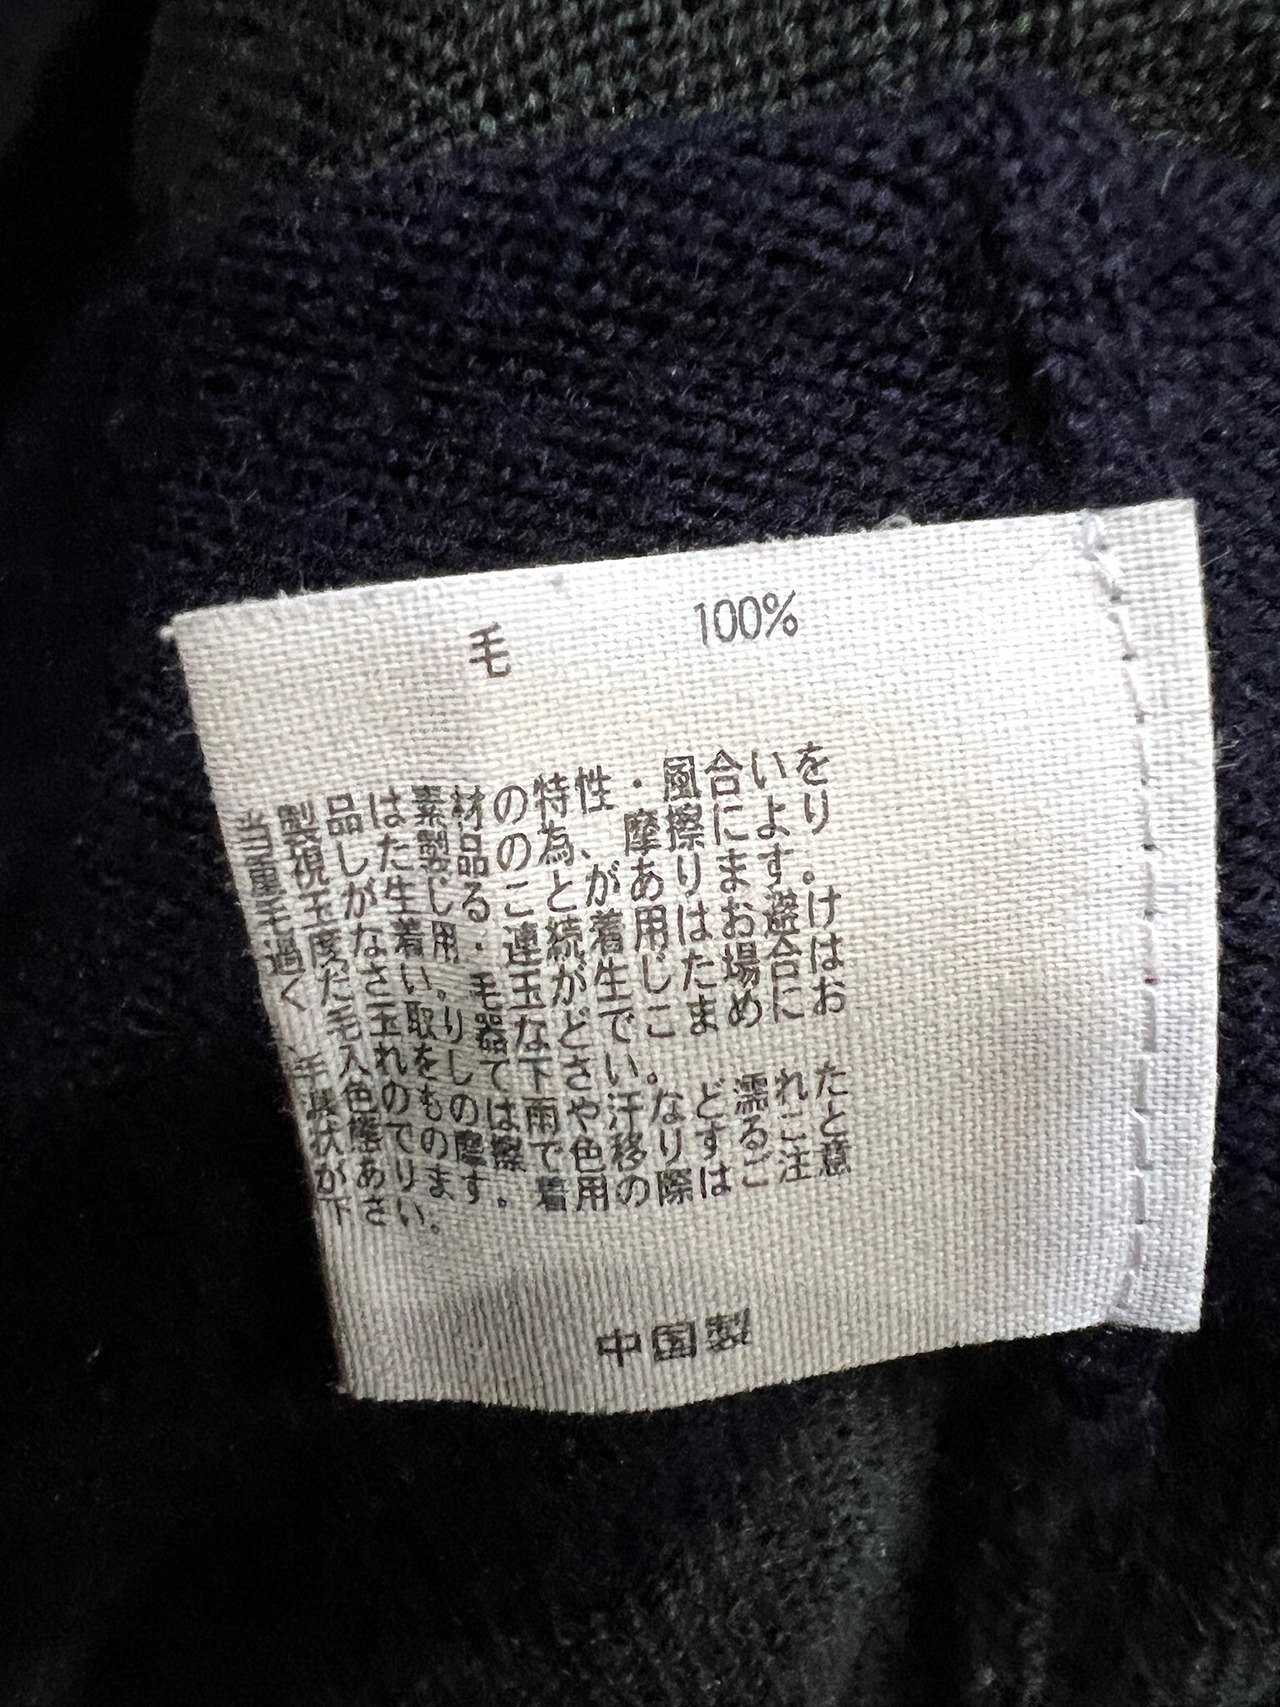 毛 100%
当製品は素材の特性・風合いを
重視した製品の為、摩擦により
毛玉が生じることがあります。
過度な着用・連続着用はお避け
ください。毛玉が生じた場合は
毛玉取り器などでこまめにお
手入れをして下さい。
濃色のものは雨や汗などで濡れた
状態での摩擦で色移りすること
があります。着用の際はご注意
下さい。
中国製